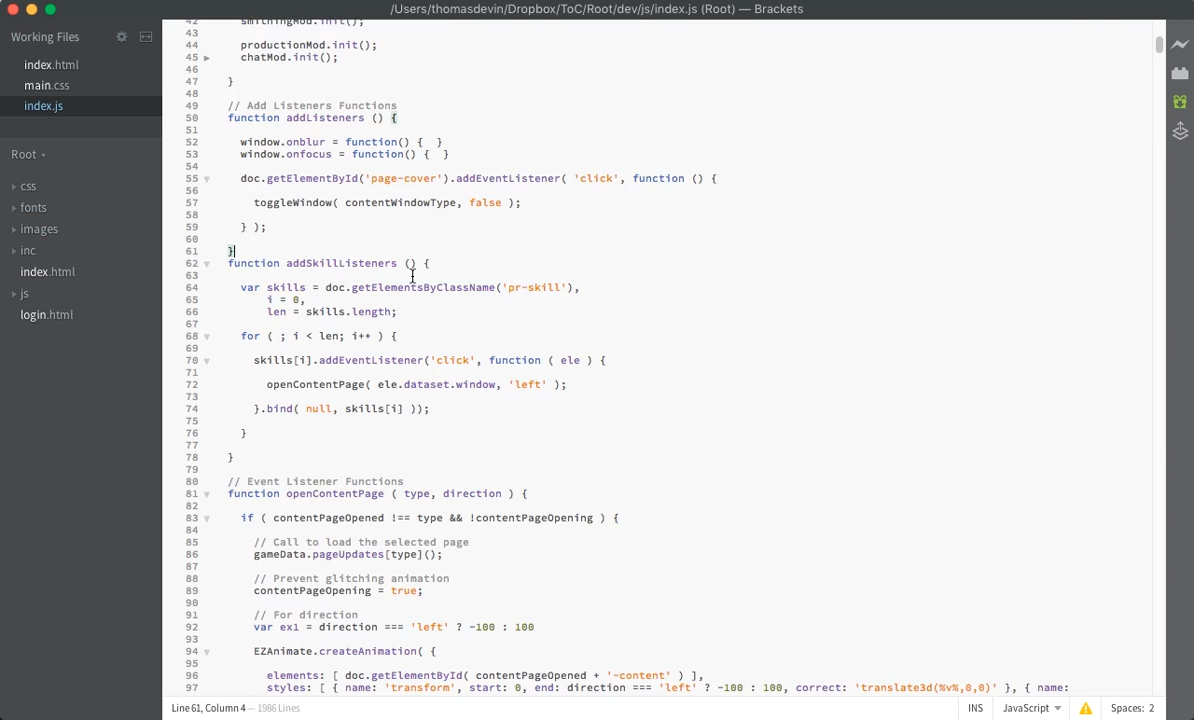 /Users/thomasdevin/Dropbox/ToC/Root/dev/js/index.js (Root) — Brackets
Working Files
index.html
main.css
index.js
Root
css
fonts
images
inc
index.html
js
login.html
42 smithingMod.init();
43
44 productionMod.init();
45 chatMod.init();
46
47 }
48
49 // Add Listeners Functions
50 function addListeners () {
51
52 window.onblur = function() {  }
53 window.onfocus = function() {  }
54
55 doc.getElementById('page-cover').addEventListener( 'click', function () {
56
57 toggleWindow( contentWindowType, false );
58
59 } );
60
61 }
62 function addSkillListeners () {
63
64 var skills = doc.getElementsByClassName('pr-skill'),
65 i = 0,
66 len = skills.length;
67
68 for ( ; i < len; i++ ) {
69
70 skills[i].addEventListener('click', function ( ele ) {
71
72 openContentPage( ele.dataset.window, 'left' );
73
74 }.bind( null, skills[i] ));
75
76 }
77
78 }
79
80 // Event Listener Functions
81 function openContentPage ( type, direction ) {
82
83 if ( contentPageOpened !== type && !contentPageOpening ) {
84
85 // Call to load the selected page
86 gameData.pageUpdates[type]();
87
88 // Prevent glitching animation
89 contentPageOpening = true;
90
91 // For direction
92 var ex1 = direction === 'left' ? -100 : 100
93
94 EZAnimate.createAnimation( {
95
96 elements: [ doc.getElementById( contentPageOpened + '-content' ) ],
97 styles: [ { name: 'transform', start: 0, end: direction === 'left' ? -100 : 100, correct: 'translate3d(%v%,0,0)' }, { name:
Line 61, Column 4 — 1986 Lines
INS
JavaScript
Spaces: 2